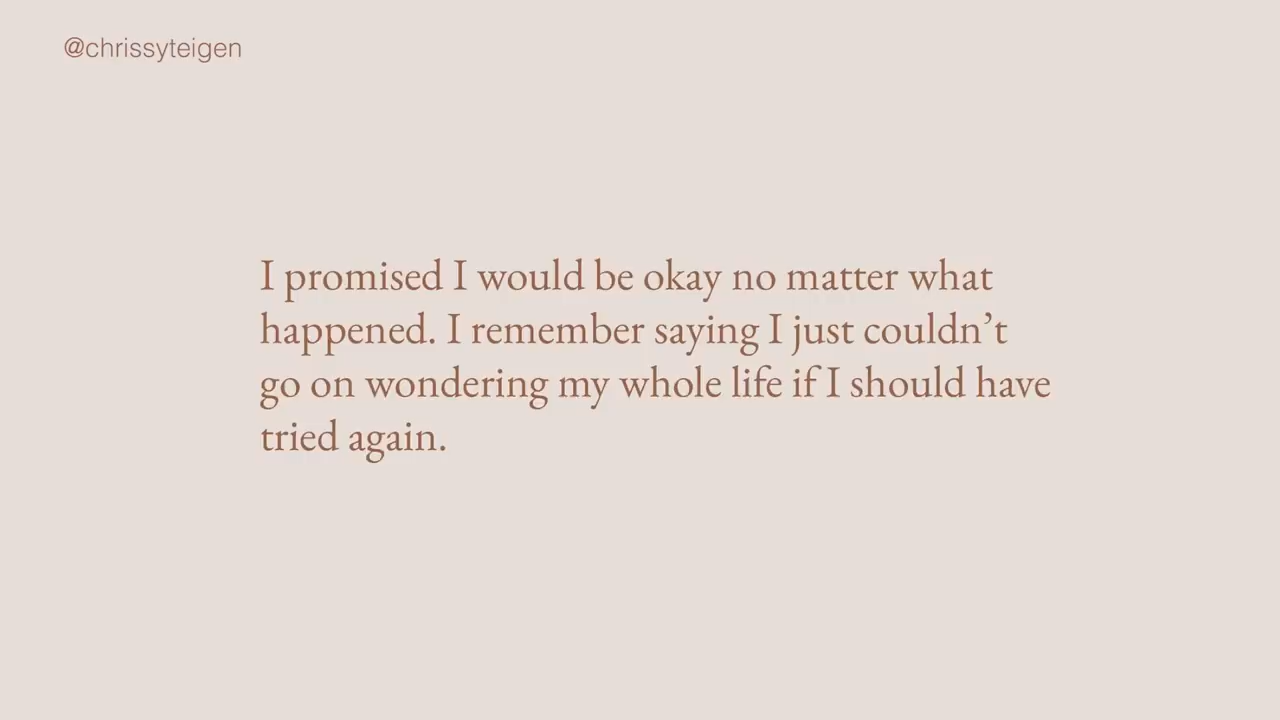 @chrissyteigen
I promised I would be okay no matter what
happened. I remember saying I just couldn’t
go on wondering my whole life if I should have
tried again.